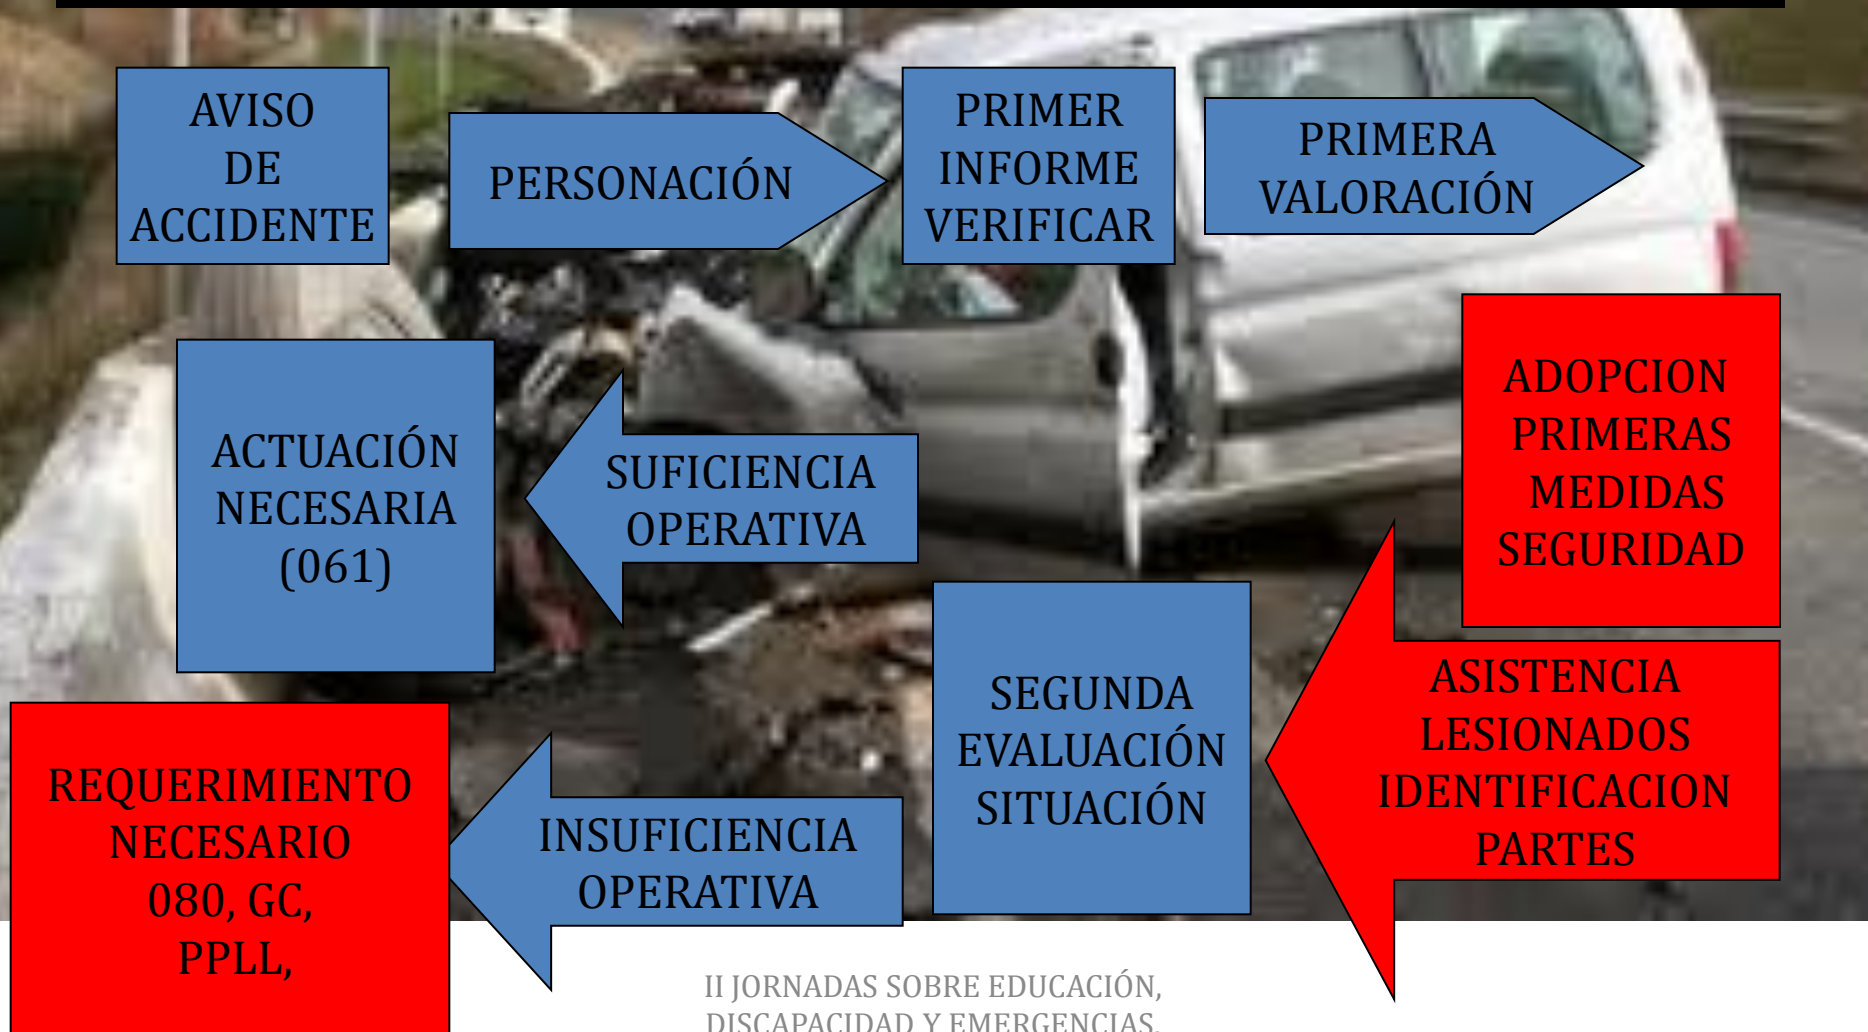 AVISO
DE
ACCIDENTE
PERSONACIÓN
PRIMER
INFORME
VERIFICAR
PRIMERA
VALORACIÓN
ADOPCION
PRIMERAS
MEDIDAS
SEGURIDAD
ASISTENCIA
LESIONADOS
IDENTIFICACION
PARTES
SEGUNDA
EVALUACIÓN
SITUACIÓN
SUFICIENCIA
OPERATIVA
ACTUACIÓN
NECESARIA
(061)
INSUFICIENCIA
OPERATIVA
REQUERIMIENTO
NECESARIO
080, GC,
PPLL,
II JORNADAS SOBRE EDUCACIÓN,
DISCAPACIDAD Y EMERGENCIAS.